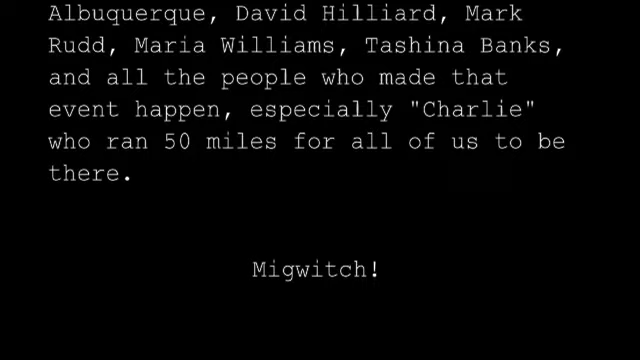 Albuquerque, David Hilliard, Mark
Rudd, Maria Williams, Tashina Banks,
and all the people who made that
event happen, especially "Charlie"
who ran 50 miles for all of us to be
there.
Migwitch!